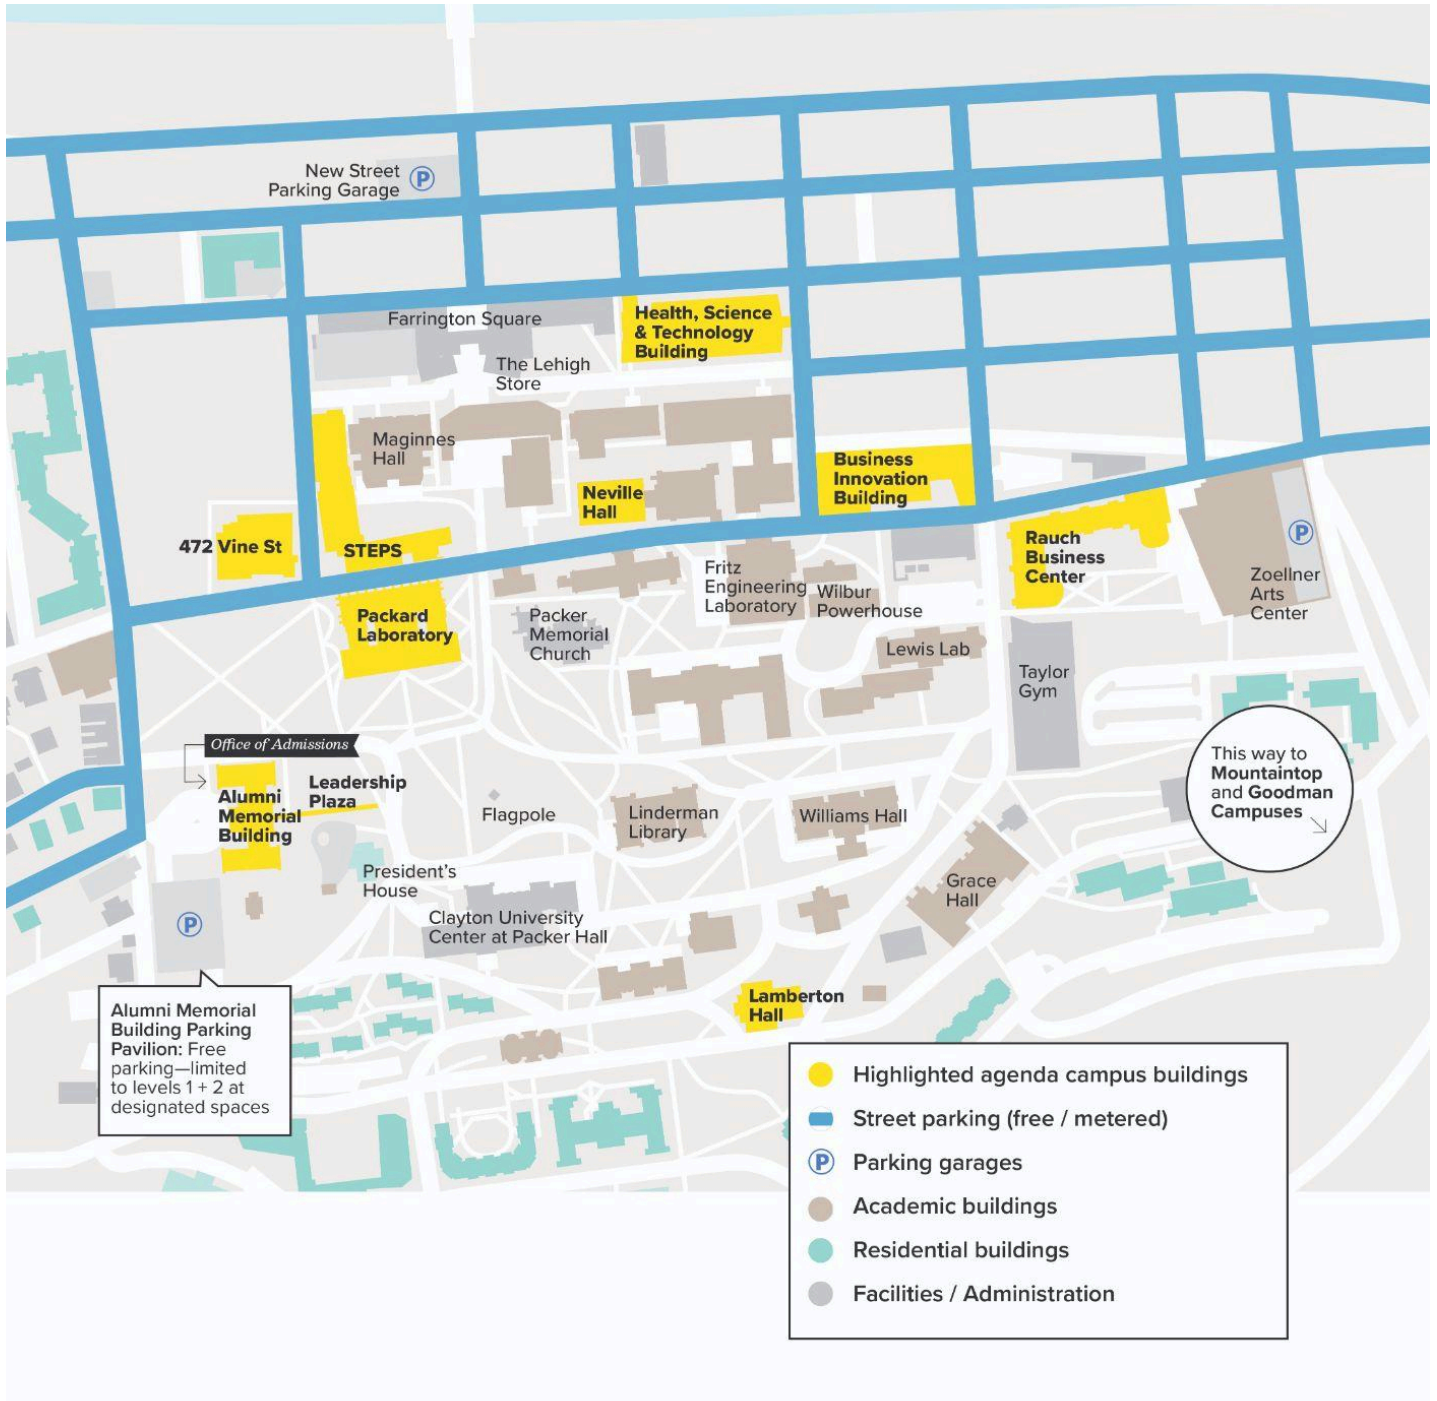 New Street
Parking Garage
P
Farrington Square
Health, Science
& Technology
Building
The Lehigh
Store
Maginnes
Hall
Business
Innovation
Building
Neville
Hall
472 Vine St
STEPS
Rauch
Business
Center
P
Zoellner
Arts
Center
Fritz
Engineering
Laboratory
Wilbur
Powerhouse
Packard
Laboratory
Packer
Memorial
Church
Lewis Lab
Taylor
Gym
Office of Admissions
This way to
Mountaintop
and Goodman
Campuses
Leadership
Plaza
Alumni
Memorial
Building
Flagpole
Linderman
Library
Williams Hall
President's
House
Grace
Hall
Clayton University
Center at Packer Hall
P
Lamberton
Hall
Alumni Memorial
Building Parking
Pavilion: Free
parking—limited
to levels 1 + 2 at
designated spaces
Highlighted agenda campus buildings
Street parking (free / metered)
P Parking garages
Academic buildings
Residential buildings
Facilities / Administration